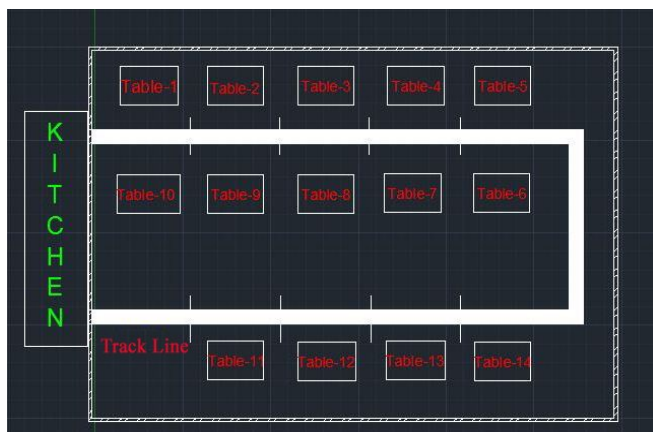 Table-1 Table-2 Table-3 Table-4 Table-5
KITCHEN
Table-10 Table-9 Table-8 Table-7 Table-6
Track Line
Table-11 Table-12 Table-13 Table-14